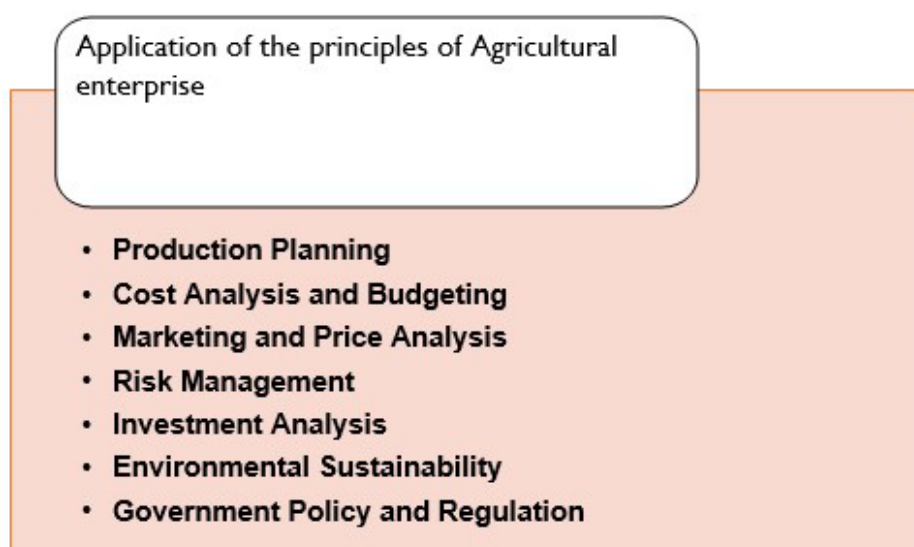 Application of the principles of Agricultural
enterprise
• Production Planning
• Cost Analysis and Budgeting
• Marketing and Price Analysis
• Risk Management
• Investment Analysis
• Environmental Sustainability
• Government Policy and Regulation